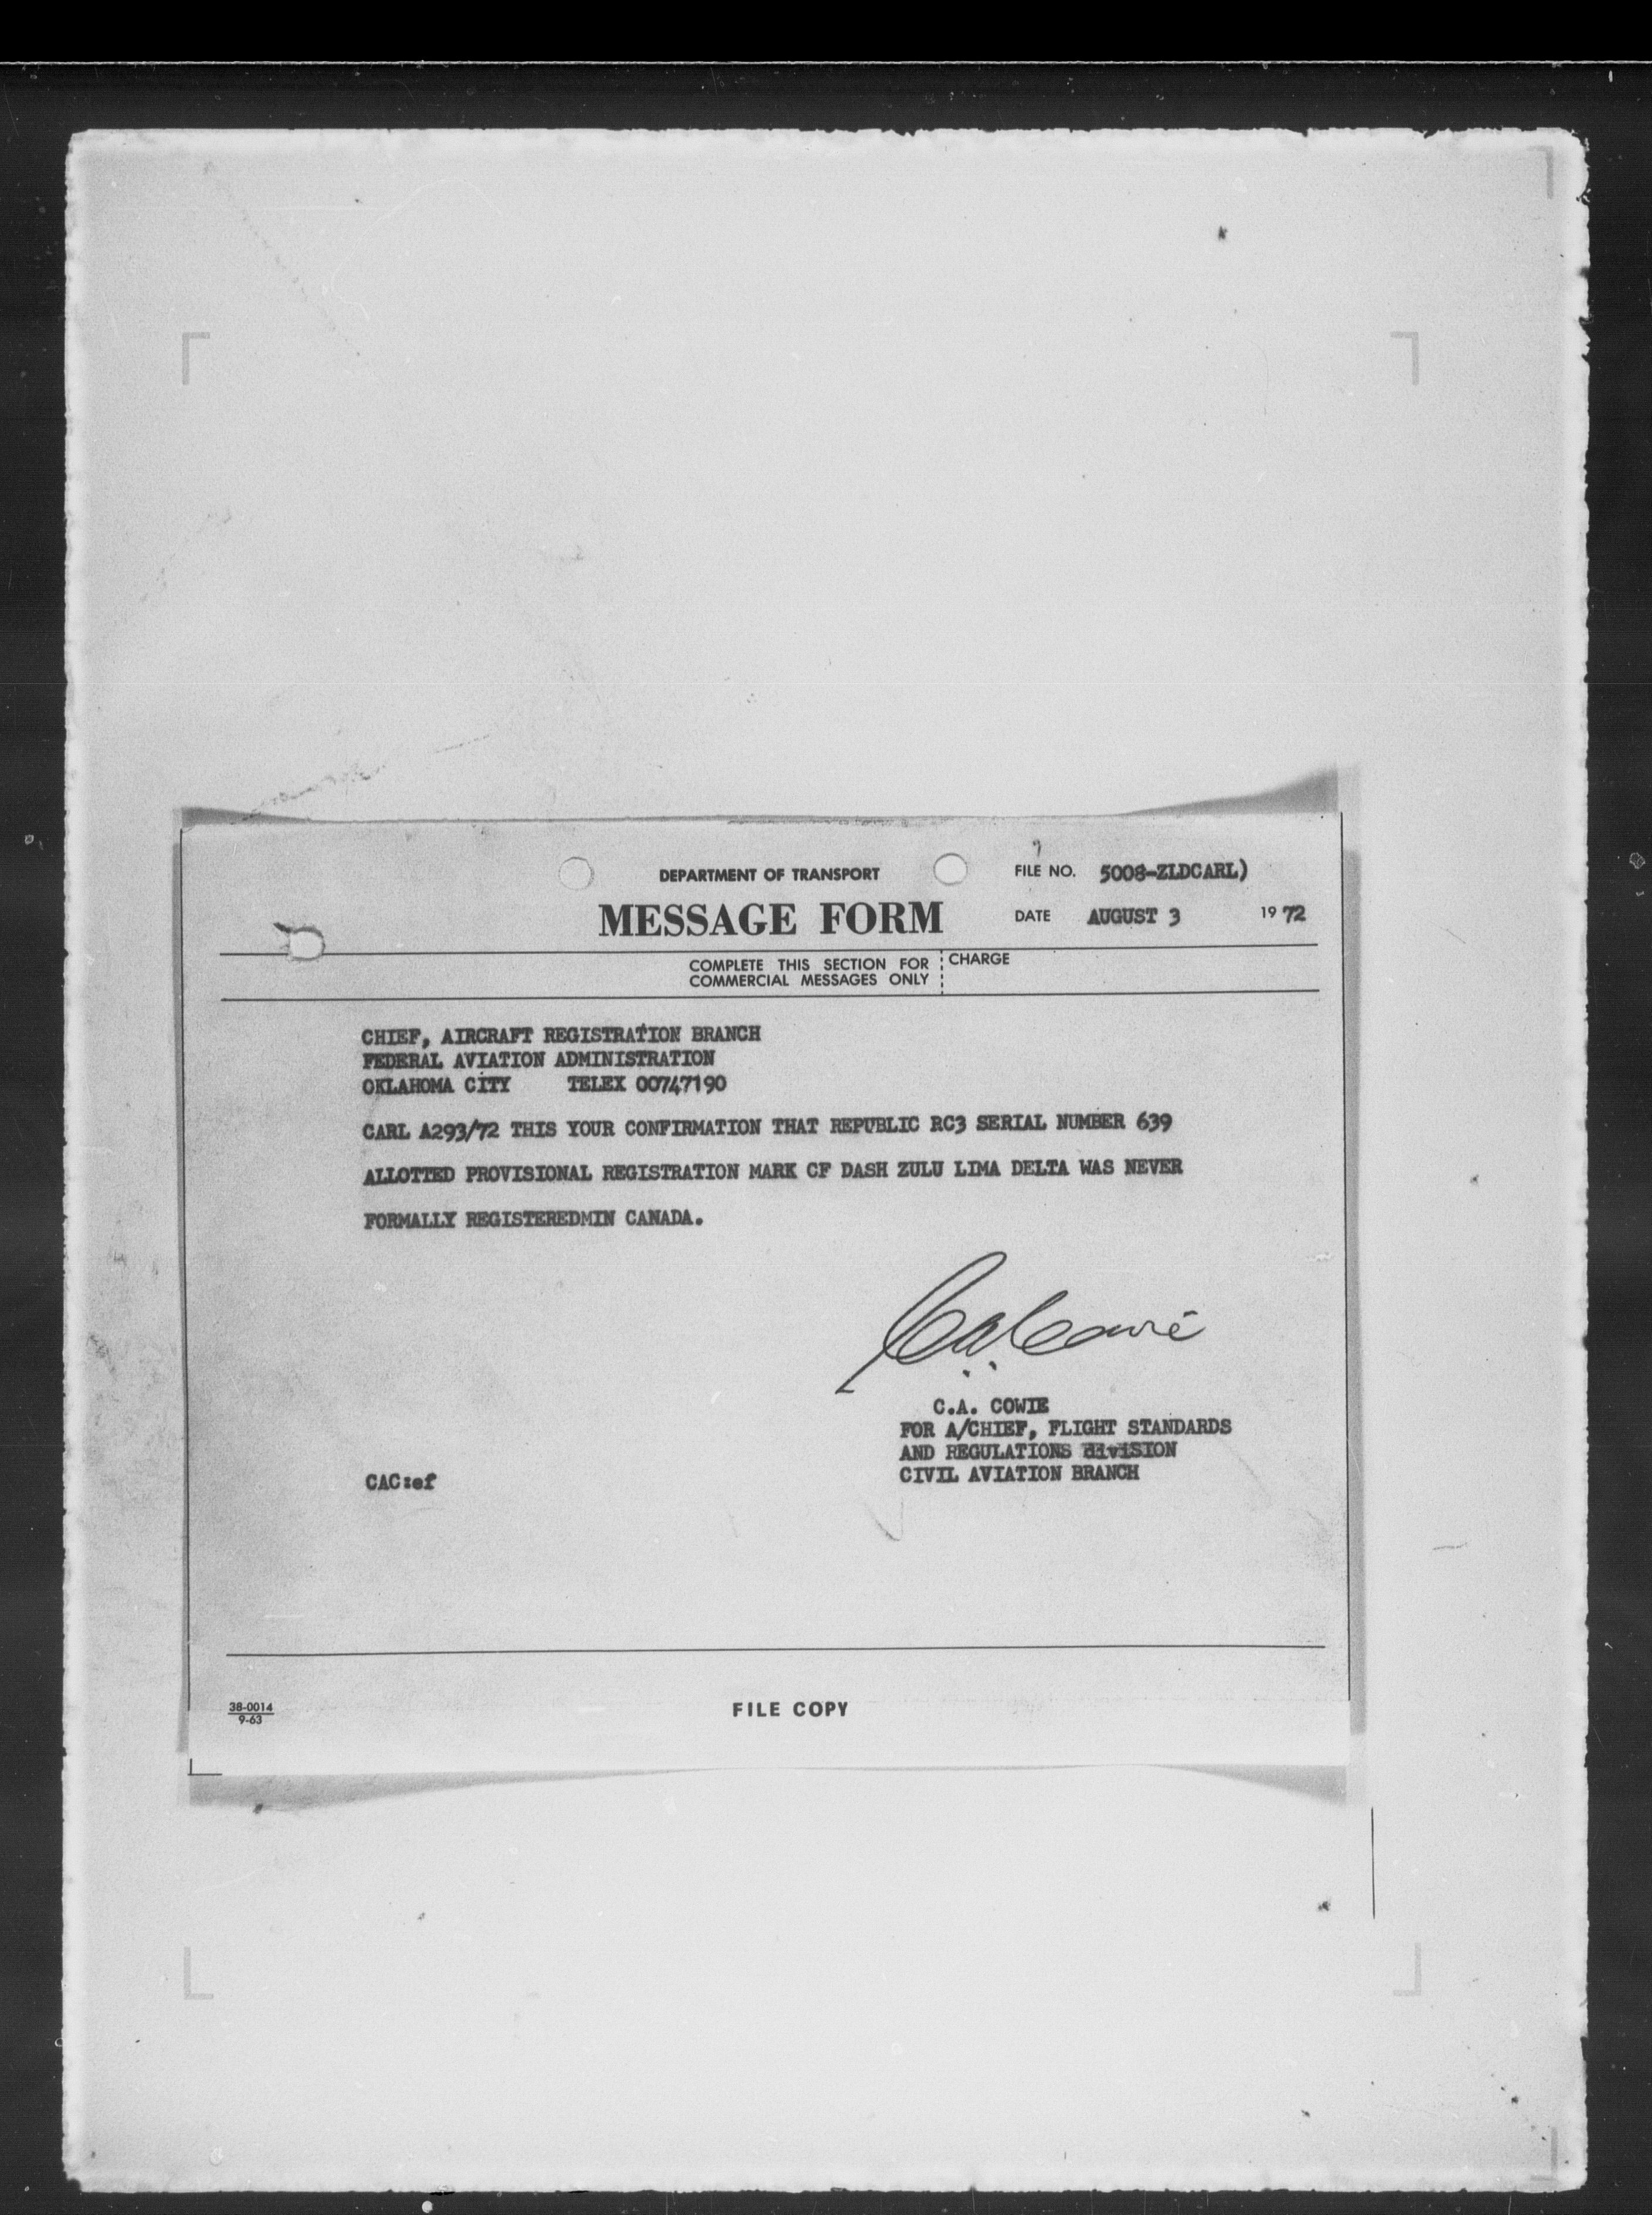 DEPARTMENT OF TRANSPORT
MESSAGE FORM
FILE NO. 5008-ZLDCARL)
DATE AUGUST 3 19 72
COMPLETE THIS SECTION FOR
COMMERCIAL MESSAGES ONLY
CHARGE
CHIEF, AIRCRAFT REGISTRATION BRANCH
FEDERAL AVIATION ADMINISTRATION
OKLAHOMA CITY TELEX 00747190
CARL A293/72 THIS YOUR CONFIRMATION THAT REPUBLIC RC3 SERIAL NUMBER 639
ALLOTTED PROVISIONAL REGISTRATION MARK CF DASH ZULU LIMA DELTA WAS NEVER
FORMALLY REGISTEREDMIN CANADA.
CA Cowie
C.A. COWIE
FOR A/CHIEF, FLIGHT STANDARDS
AND REGULATIONS diviSION
CIVIL AVIATION BRANCH
CAC:ef
38-0014
9-63
FILE COPY